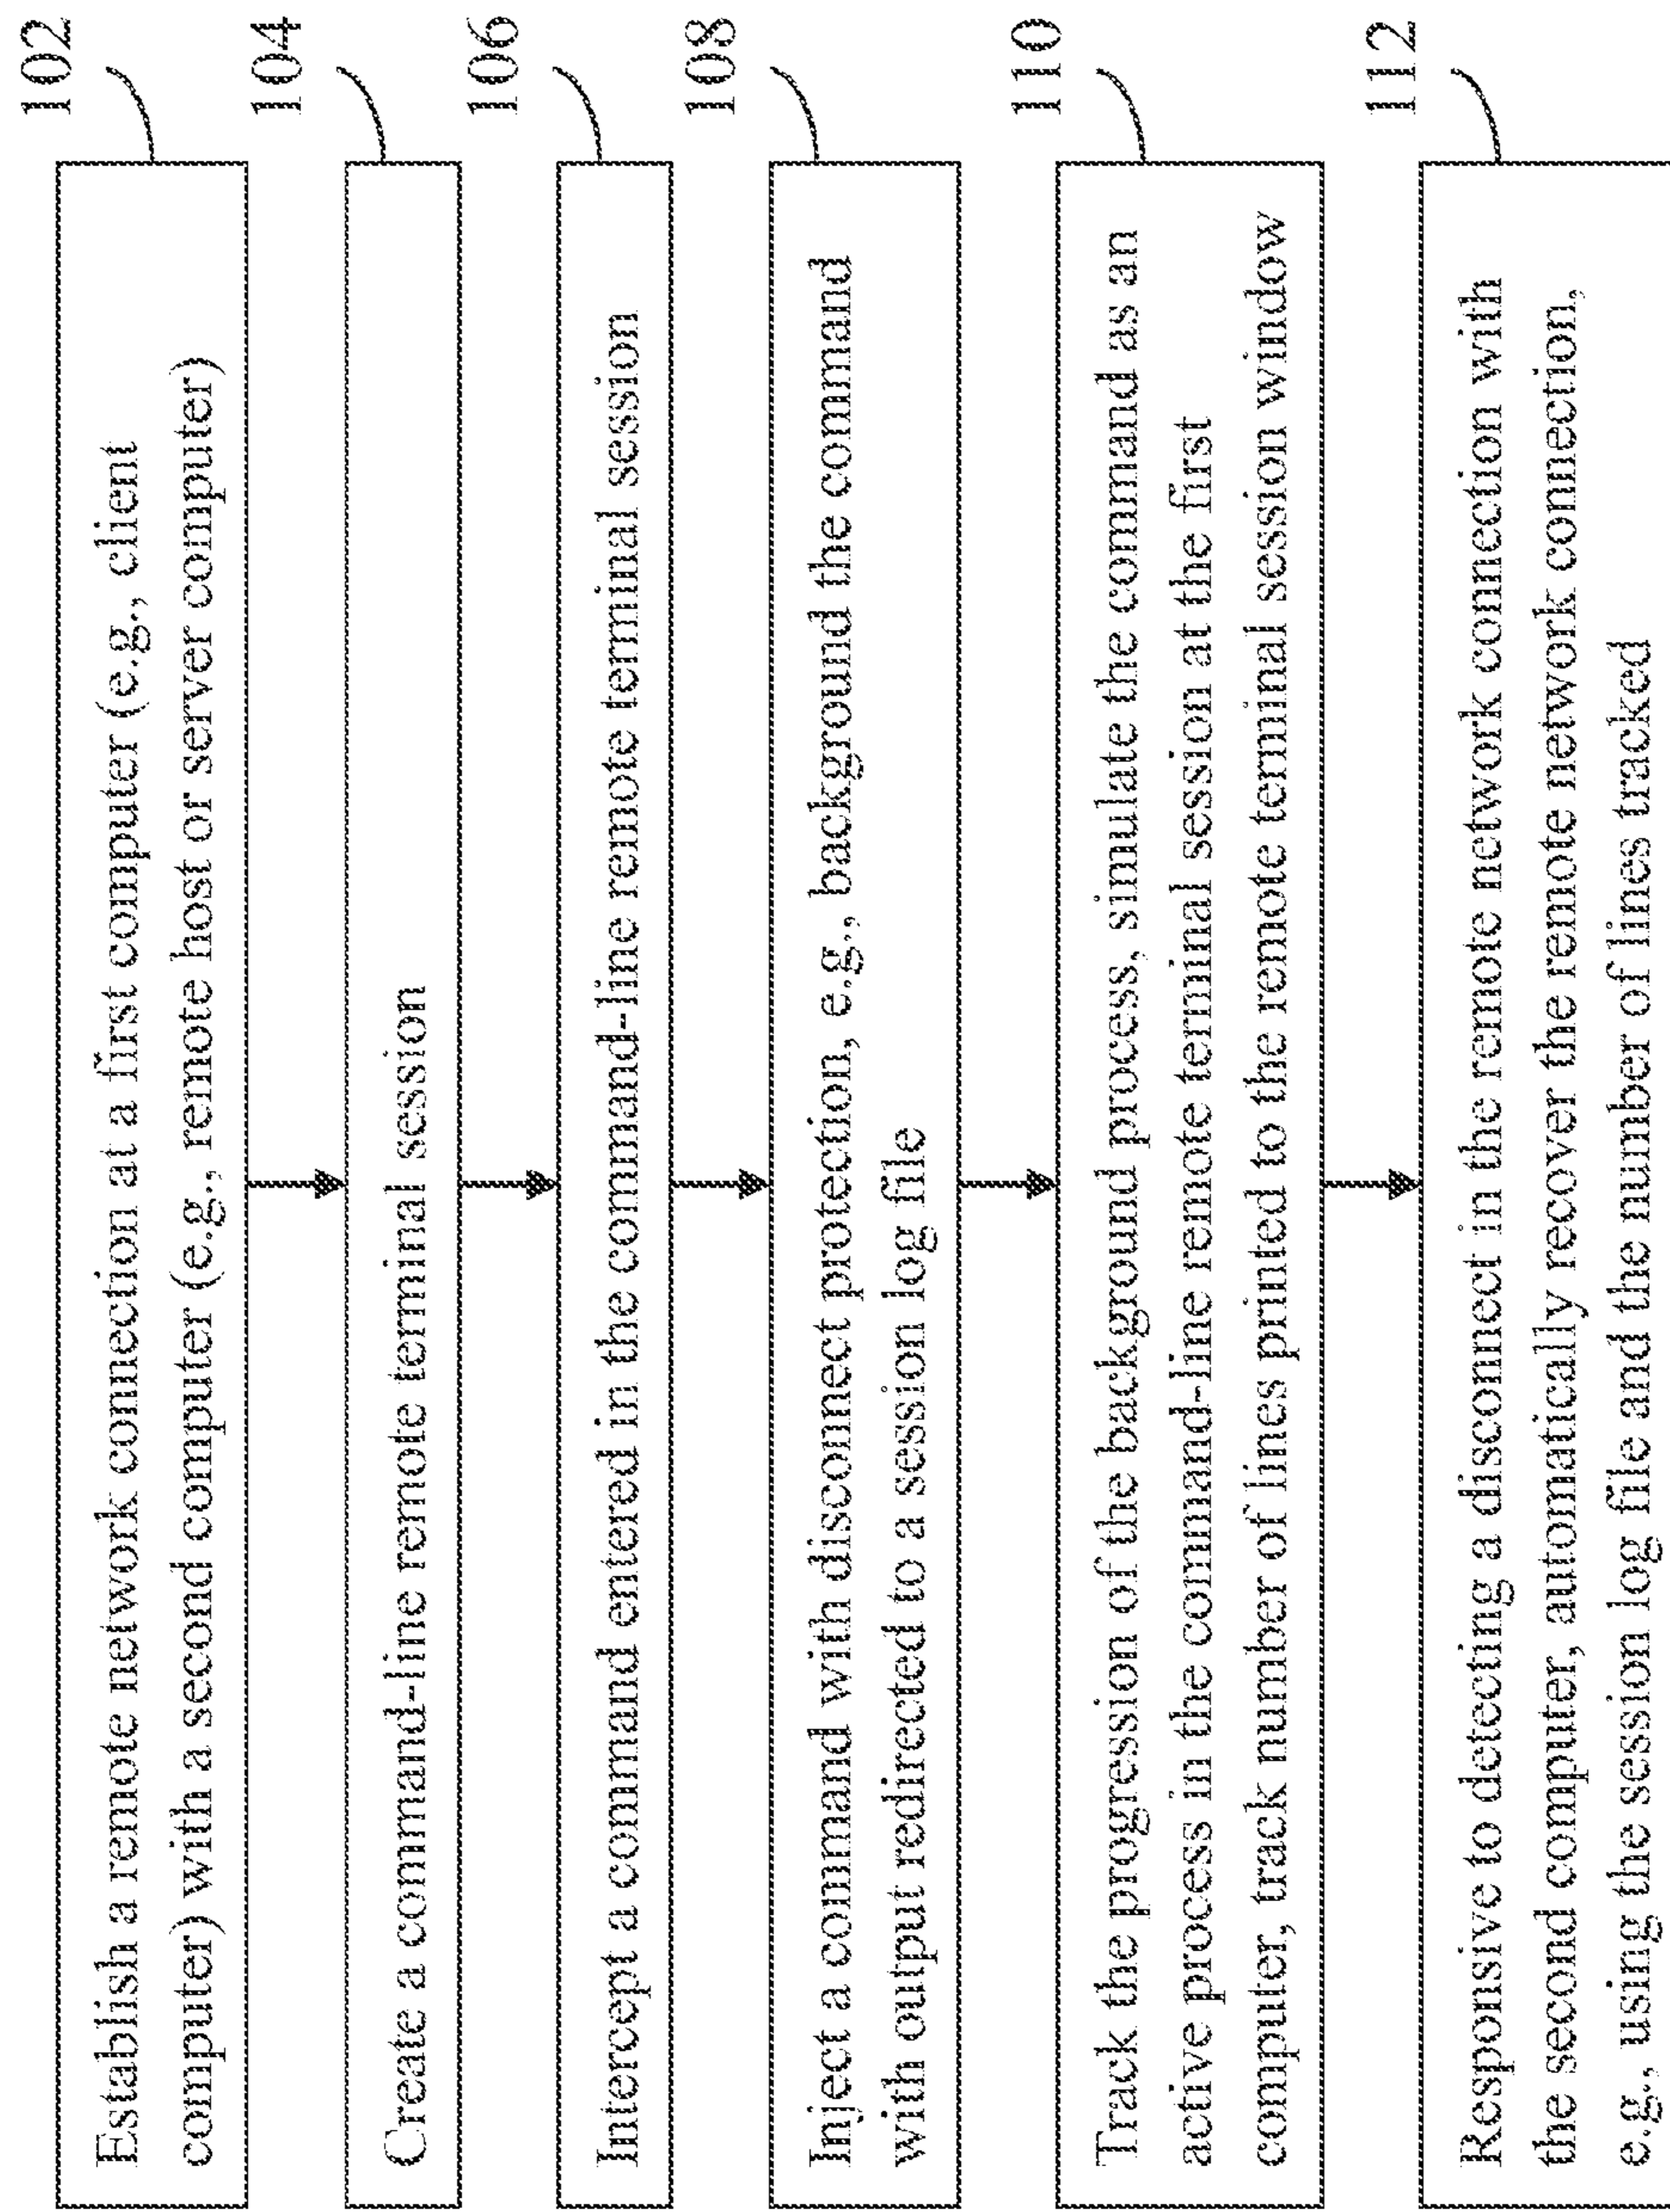 102
Establish a remote network connection at a first computer (e.g., client
computer) with a second computer (e.g., remote host or server computer)
104
Create a command-line remote terminal session
106
Intercept a command entered in the command-line remote terminal session
108
Inject a command with disconnect protection, e.g., background the command
with output redirected to a session log file
110
Track the progression of the background process, simulate the command as an
active process in the command-line remote terminal session at the first
computer, track number of lines printed to the remote terminal session window
112
Responsive to detecting a disconnect in the remote network connection with
the second computer, automatically recover the remote network connection,
e.g., using the session log file and the number of lines tracked